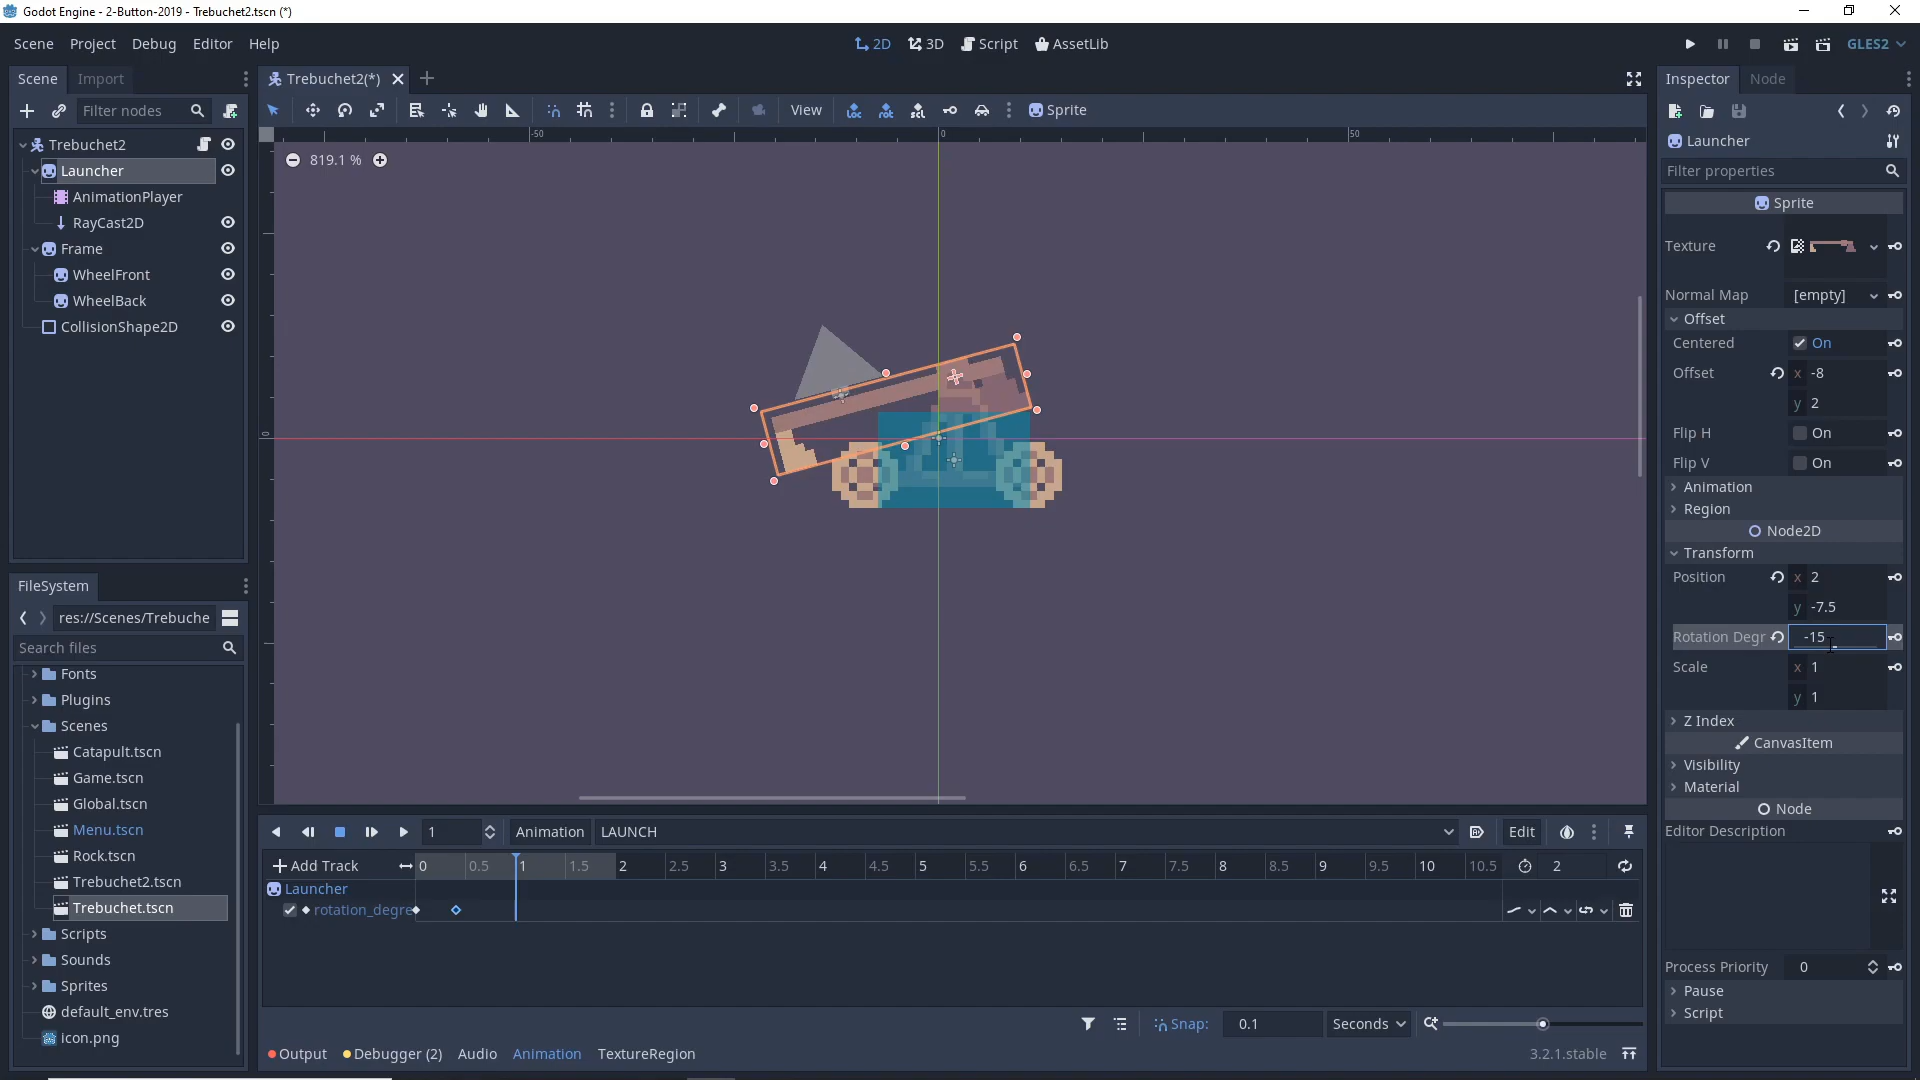 Godot Engine - 2-Button-2019 - Trebuchet2.tscn (*)
Scene Project Debug Editor Help
2D 3D Script AssetLib
GLES2
Scene Import
Trebuchet2(*)
Inspector Node
Filter nodes
View
Sprite
-50 0 50
Trebuchet2
Launcher
AnimationPlayer
RayCast2D
Frame
WheelFront
WheelBack
CollisionShape2D
819.1 %
0
Launcher
Filter properties
Sprite
Texture
Normal Map [empty]
Offset
Centered On
Offset x -8
y 2
Flip H On
Flip V On
Animation
Region
Node2D
Transform
Position x 2
y -7.5
Rotation Degr -15
Scale x 1
y 1
Z Index
CanvasItem
Visibility
Material
Node
Editor Description
Process Priority 0
Pause
Script
FileSystem
res://Scenes/Trebuche
Search files
Fonts
Plugins
Scenes
Catapult.tscn
Game.tscn
Global.tscn
Menu.tscn
Rock.tscn
Trebuchet2.tscn
Trebuchet.tscn
Scripts
Sounds
Sprites
default_env.tres
icon.png
1 Animation LAUNCH Edit
Add Track 0 0.5 1 1.5 2 2.5 3 3.5 4 4.5 5 5.5 6 6.5 7 7.5 8 8.5 9 9.5 10 10.5 2
Launcher
rotation_degre
Snap: 0.1 Seconds
Output Debugger (2) Audio Animation TextureRegion 3.2.1.stable